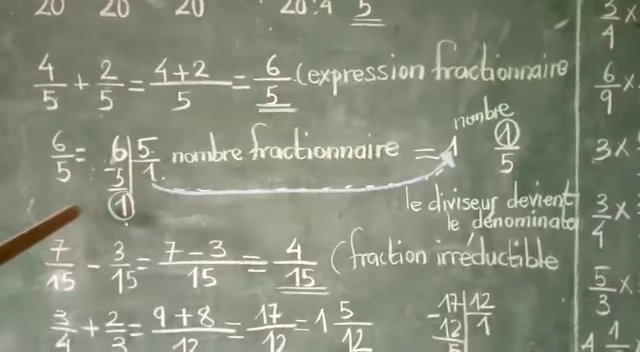 20 20 20 20:4 5
4/5 + 2/5 = 4+2/5 = 6/5 (expression fractionnaire
6/5 = 6 | 5 nombre fractionnaire = 1 1/5
-5 | 1
1
nombre
le diviseur devient
le dénominate
7/15 - 3/15 = 7-3/15 = 4/15 (fraction irréductible
3/4 + 2/3 = 9+8/12 = 17/12 = 1 5/12
-17 | 12
12 | 1
5
2/4 ×
6/9 ×
3×
3/4 ×
5/3 ×